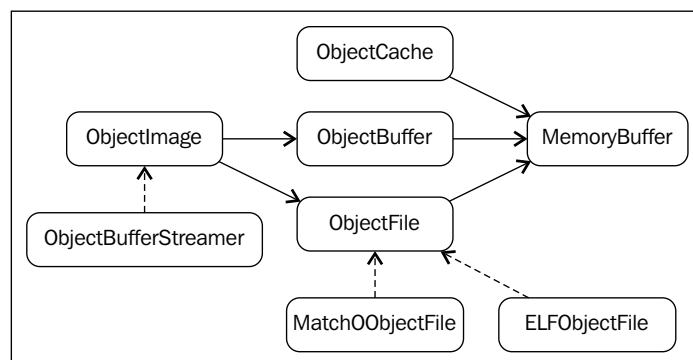 ObjectCache
ObjectImage
ObjectBuffer
MemoryBuffer
ObjectBufferStreamer
ObjectFile
MatchOObjectFile
ELFObjectFile